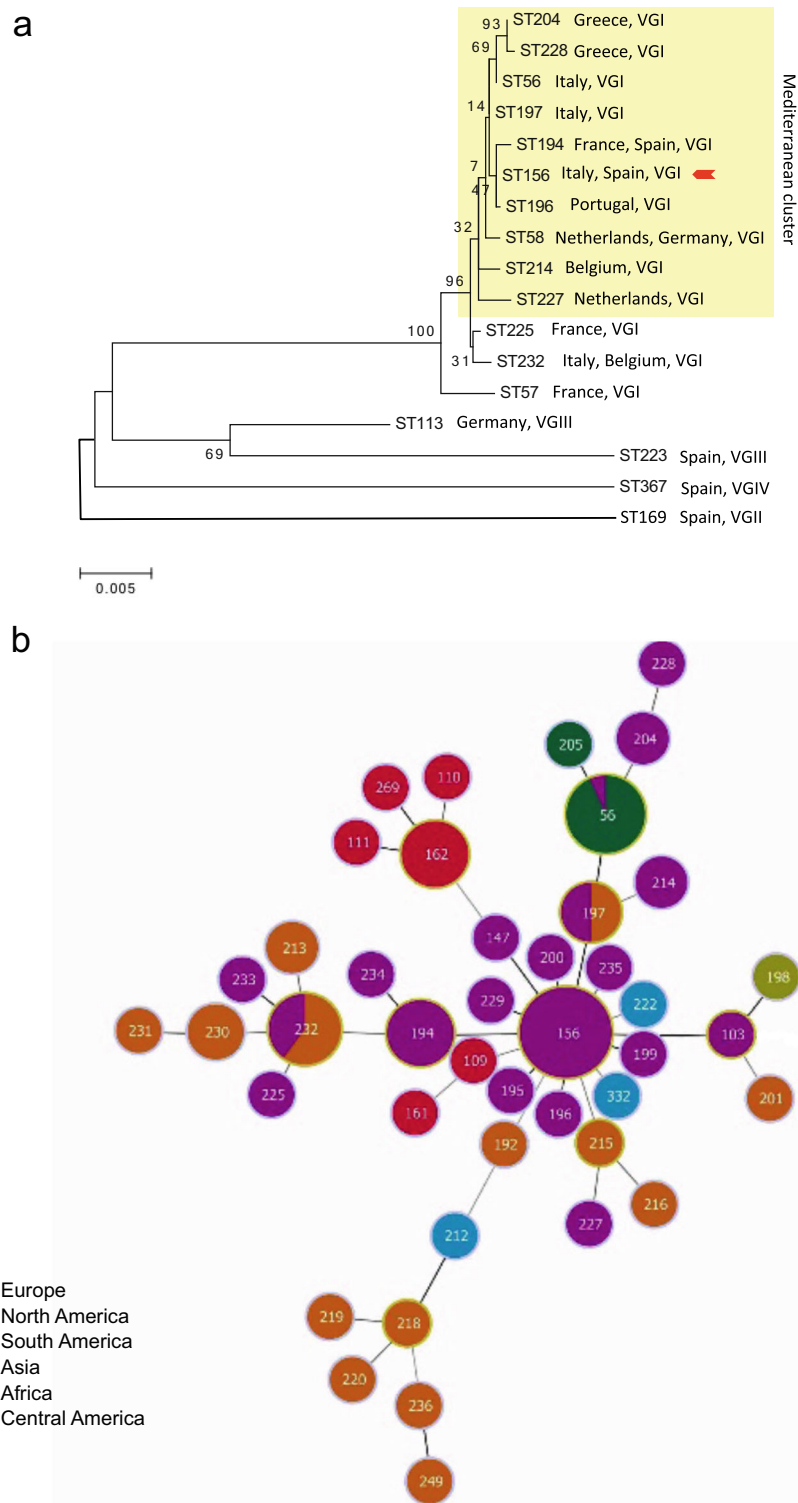 a
93 ST204 Greece, VGI
69 ST228 Greece, VGI
ST56 Italy, VGI
14 ST197 Italy, VGI
ST194 France, Spain, VGI
7 ST156 Italy, Spain, VGI
47 ST196 Portugal, VGI
32 ST58 Netherlands, Germany, VGI
ST214 Belgium, VGI
96 ST227 Netherlands, VGI
Mediterranean cluster
100 ST225 France, VGI
31 ST232 Italy, Belgium, VGI
ST57 France, VGI
ST113 Germany, VGIII
69 ST223 Spain, VGIII
ST367 Spain, VGIV
ST169 Spain, VGII
0.005
b
228
205 204
269 110
56
111 162
214
197
147
213 200 235
234 198
233 229 222
231 230 232 194 156 103
109 199
225 195 332 201
161 196
192 215
216
227
212
Europe
North America
219 218
South America
Asia
220
Africa
236
Central America
249